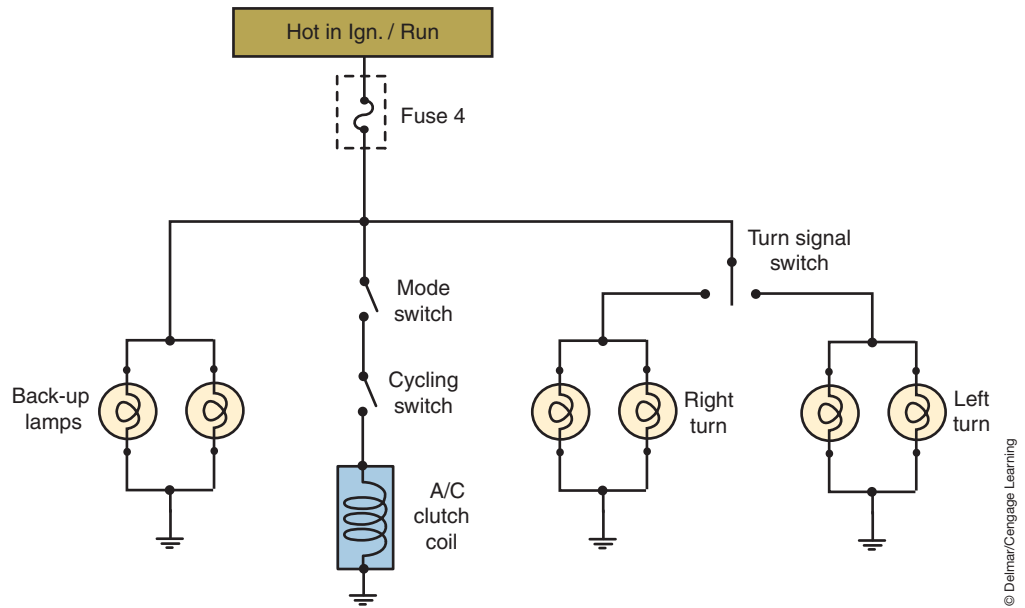 Hot in Ign. / Run
Fuse 4
Turn signal
switch
Mode
switch
Cycling
switch
Back-up
lamps
Right
turn
Left
turn
A/C
clutch
coil
© Delmar/Cengage Learning